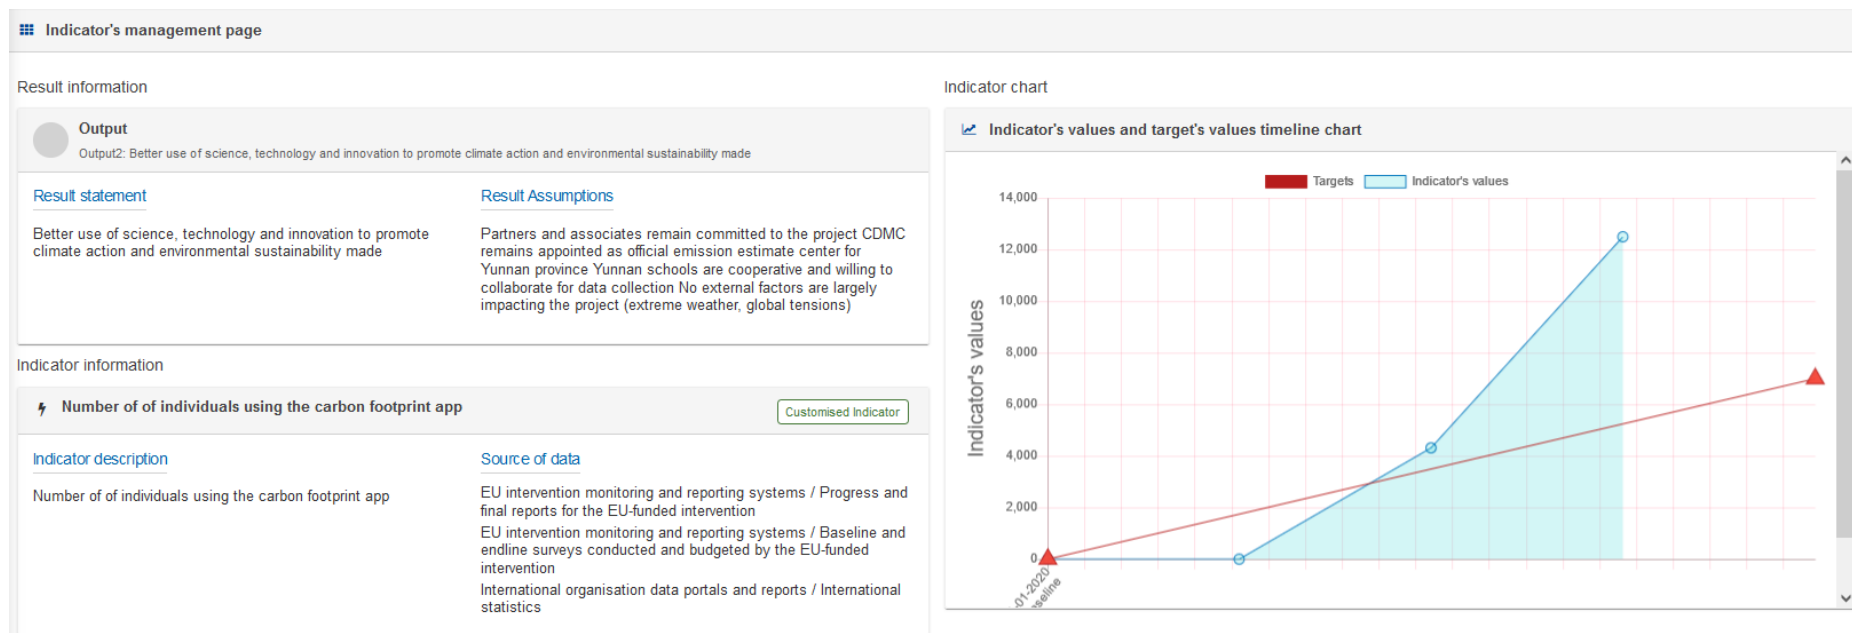 Indicator's management page
Result information
Output
Output2: Better use of science, technology and innovation to promote climate action and environmental sustainability made
Result statement
Better use of science, technology and innovation to promote
climate action and environmental sustainability made
Result Assumptions
Partners and associates remain committed to the project CDMC
remains appointed as official emission estimate center for
Yunnan province Yunnan schools are cooperative and willing to
collaborate for data collection No external factors are largely
impacting the project (extreme weather, global tensions)
Indicator information
Number of of individuals using the carbon footprint app
Customised Indicator
Indicator description
Number of of individuals using the carbon footprint app
Source of data
EU intervention monitoring and reporting systems / Progress and
final reports for the EU-funded intervention
EU intervention monitoring and reporting systems / Baseline and
endline surveys conducted and budgeted by the EU-funded
intervention
International organisation data portals and reports / International
statistics
Indicator chart
Indicator's values and target's values timeline chart
Targets
Indicator's values
Indicator's values
14,000
12,000
10,000
8,000
6,000
4,000
2,000
0
-01-2020